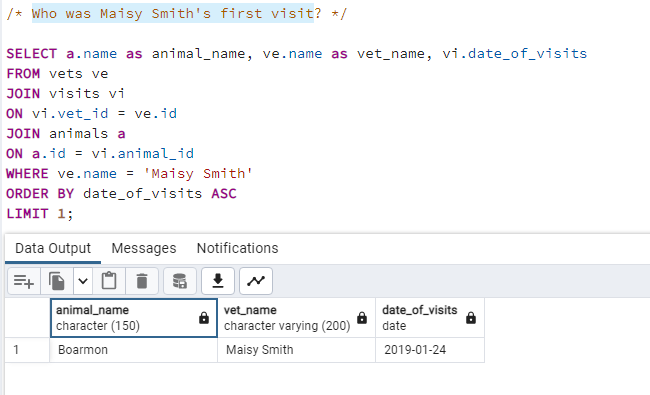 /* Who was Maisy Smith's first visit? */
SELECT a.name as animal_name, ve.name as vet_name, vi.date_of_visits
FROM vets ve
JOIN visits vi
ON vi.vet_id = ve.id
JOIN animals a
ON a.id = vi.animal_id
WHERE ve.name = 'Maisy Smith'
ORDER BY date_of_visits ASC
LIMIT 1;
Data Output Messages Notifications
animal_name vet_name date_of_visits
character (150) character varying (200) date
1 Boarmon Maisy Smith 2019-01-24